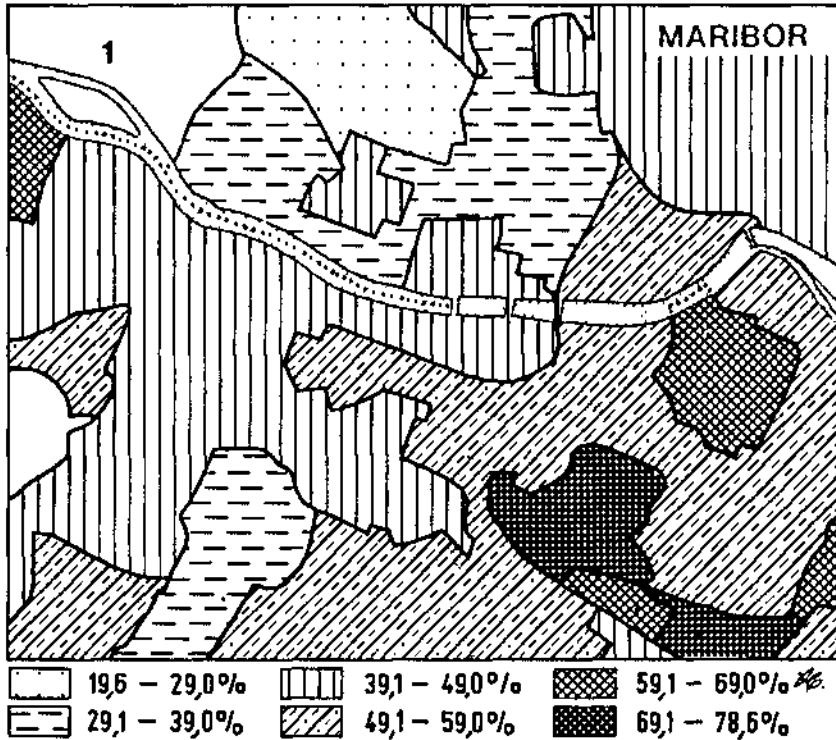 1
MARIBOR
19,6 – 29,0%
39,1 – 49,0%
59,1 – 69,0%
29,1 – 39,0%
49,1 – 59,0%
69,1 – 78,6%